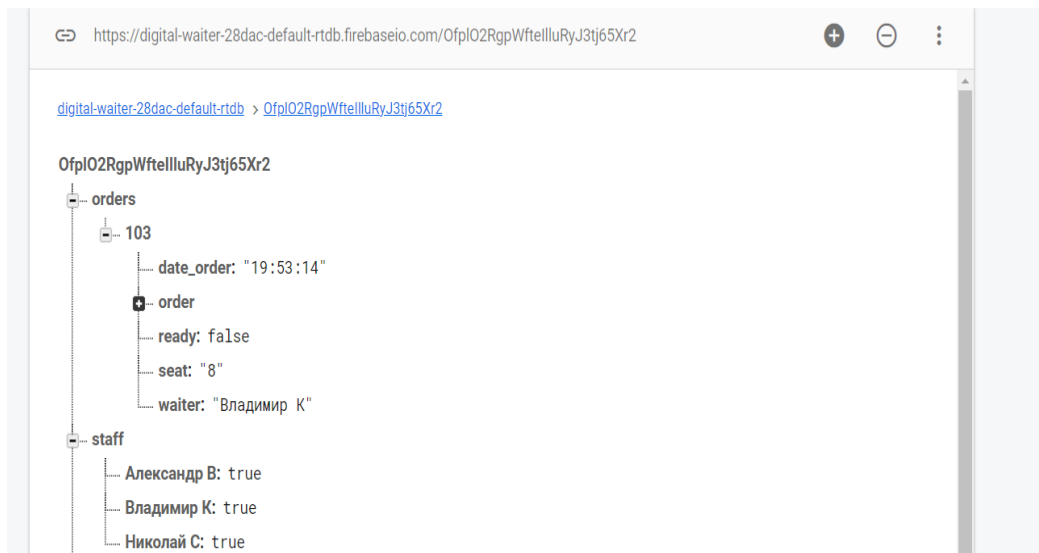 https://digital-waiter-28dac-default-rtdb.firebaseio.com/OfplO2RgpWftelIluRyJ3tj65Xr2
digital-waiter-28dac-default-rtdb > OfplO2RgpWftelIluRyJ3tj65Xr2
OfplO2RgpWftelIluRyJ3tj65Xr2
orders
103
date_order: "19:53:14"
order
ready: false
seat: "8"
waiter: "Владимир К"
staff
Александр В: true
Владимир К: true
Николай С: true